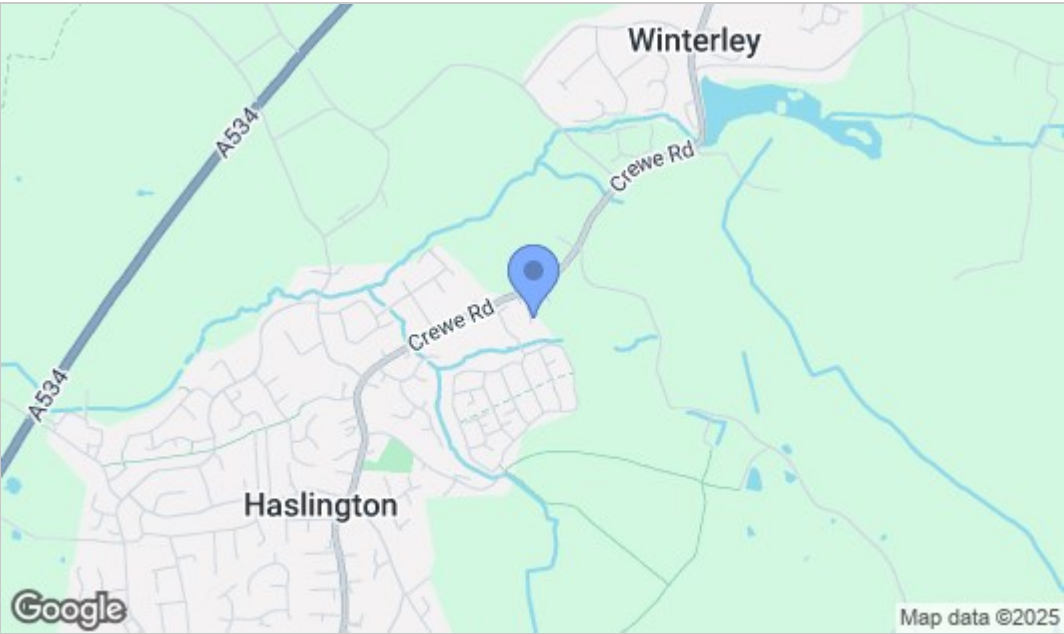 Winterley
A534
Crewe Rd
Crewe Rd
A534
Haslington
Google
Map data ©2025